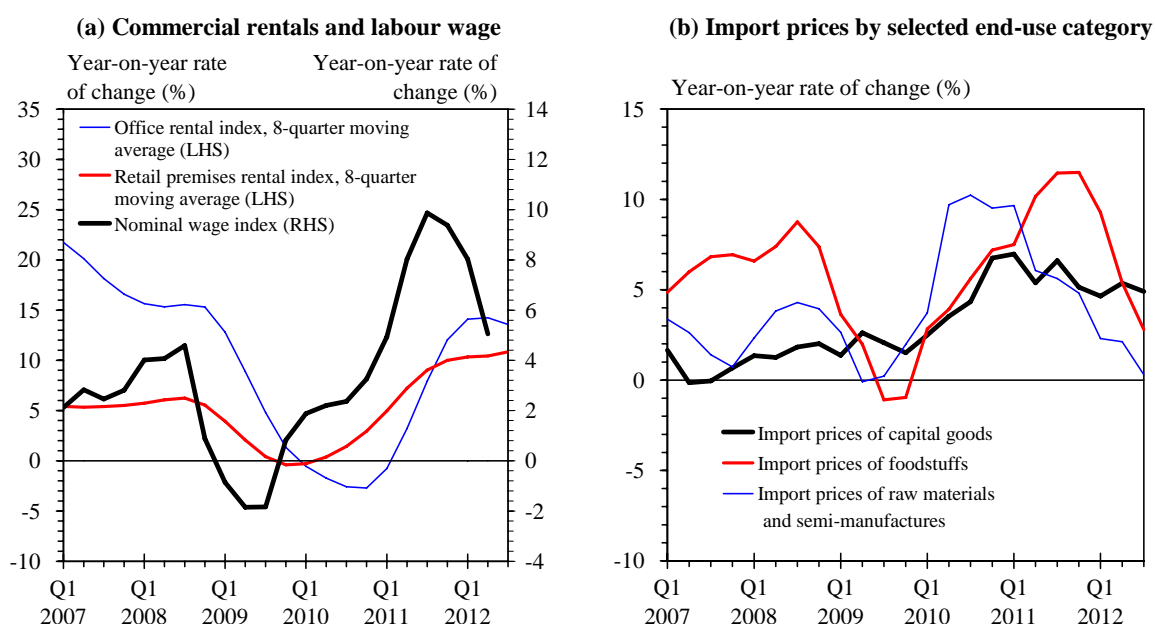 (a) Commercial rentals and labour wage
Year-on-year rate
of change (%)
Year-on-year rate of
change (%)
35
30
25
20
15
10
5
0
-5
-10
14
12
10
8
6
4
2
0
-2
-4
Office rental index, 8-quarter moving
average (LHS)
Retail premises rental index, 8-quarter
moving average (LHS)
Nominal wage index (RHS)
Q1 Q1 Q1 Q1 Q1 Q1
2007 2008 2009 2010 2011 2012
(b) Import prices by selected end-use category
Year-on-year rate of change (%)
15
10
5
0
-5
-10
Import prices of capital goods
Import prices of foodstuffs
Import prices of raw materials
and semi-manufactures
Q1 Q1 Q1 Q1 Q1 Q1
2007 2008 2009 2010 2011 2012